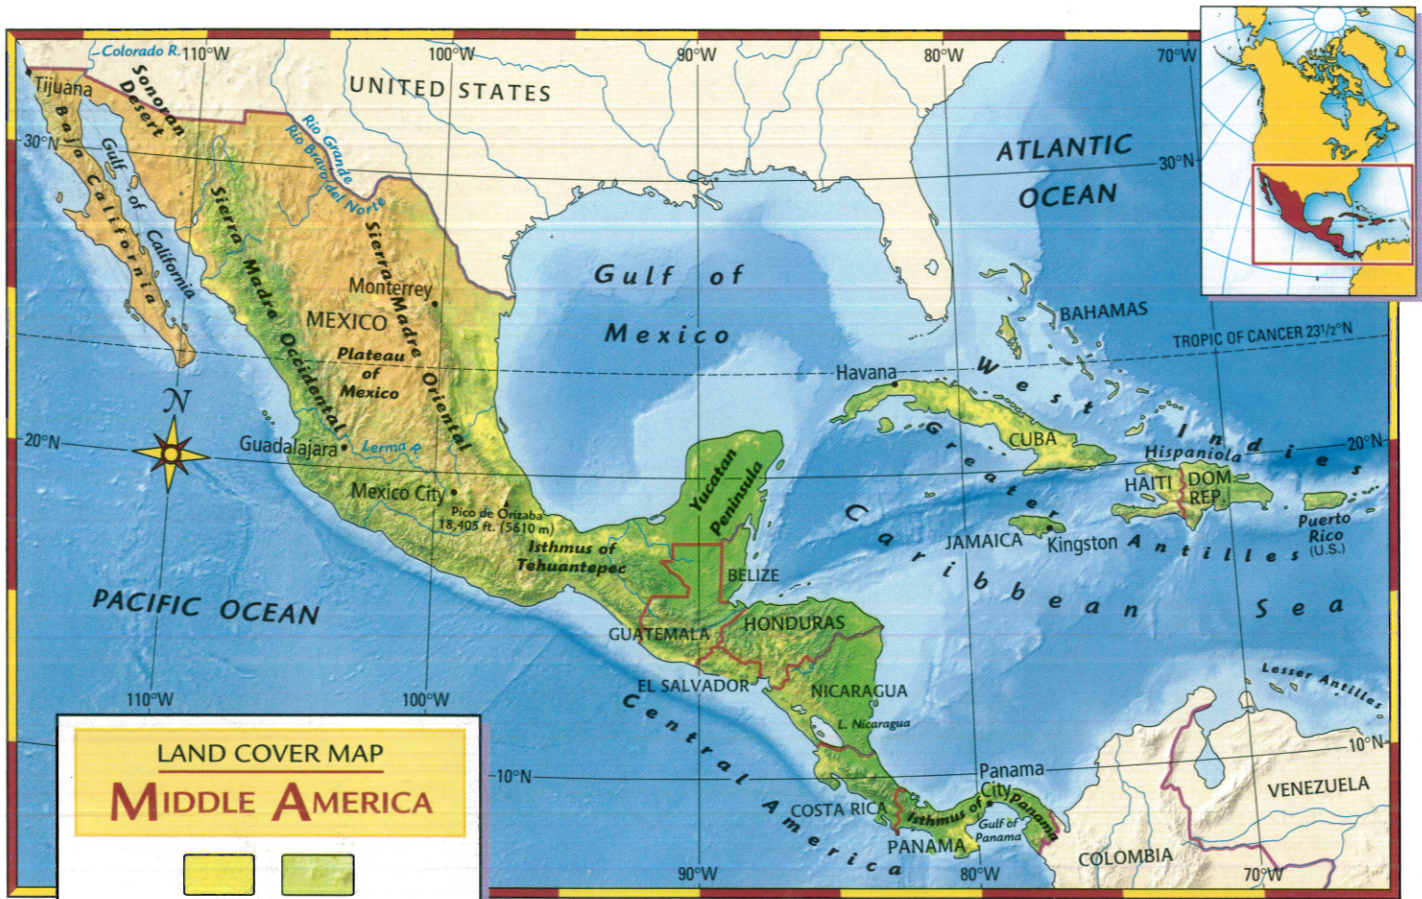 Colorado R.
110°W
100°W
90°W
80°W
70°W
Tijuana
Sonoran
Desert
UNITED STATES
30°N
Baja California
Gulf of California
Rio Grande
Rio Bravo del Norte
ATLANTIC
OCEAN
30°N
Sierra Madre Occidental
Sierra Madre Oriental
Monterrey
MEXICO
Plateau
of
Mexico
Gulf of
Mexico
BAHAMAS
TROPIC OF CANCER 23½°N
N
Havana
West Indies
20°N
Guadalajara
Lerma R.
CUBA
Greater Antilles
Hispaniola
20°N
HAITI
DOM.
REP.
Mexico City
Pico de Orizaba
18,405 ft. (5610 m)
Yucatan
Peninsula
Puerto
Rico
(U.S.)
JAMAICA
Kingston
Isthmus of
Tehuantepec
BELIZE
Caribbean Sea
PACIFIC OCEAN
GUATEMALA
HONDURAS
EL SALVADOR
NICARAGUA
L. Nicaragua
Lesser Antilles
110°W
100°W
Central America
10°N
10°N
Panama
City
COSTA RICA
Isthmus of Panama
Gulf of
Panama
PANAMA
VENEZUELA
COLOMBIA
90°W
80°W
70°W
LAND COVER MAP
MIDDLE AMERICA